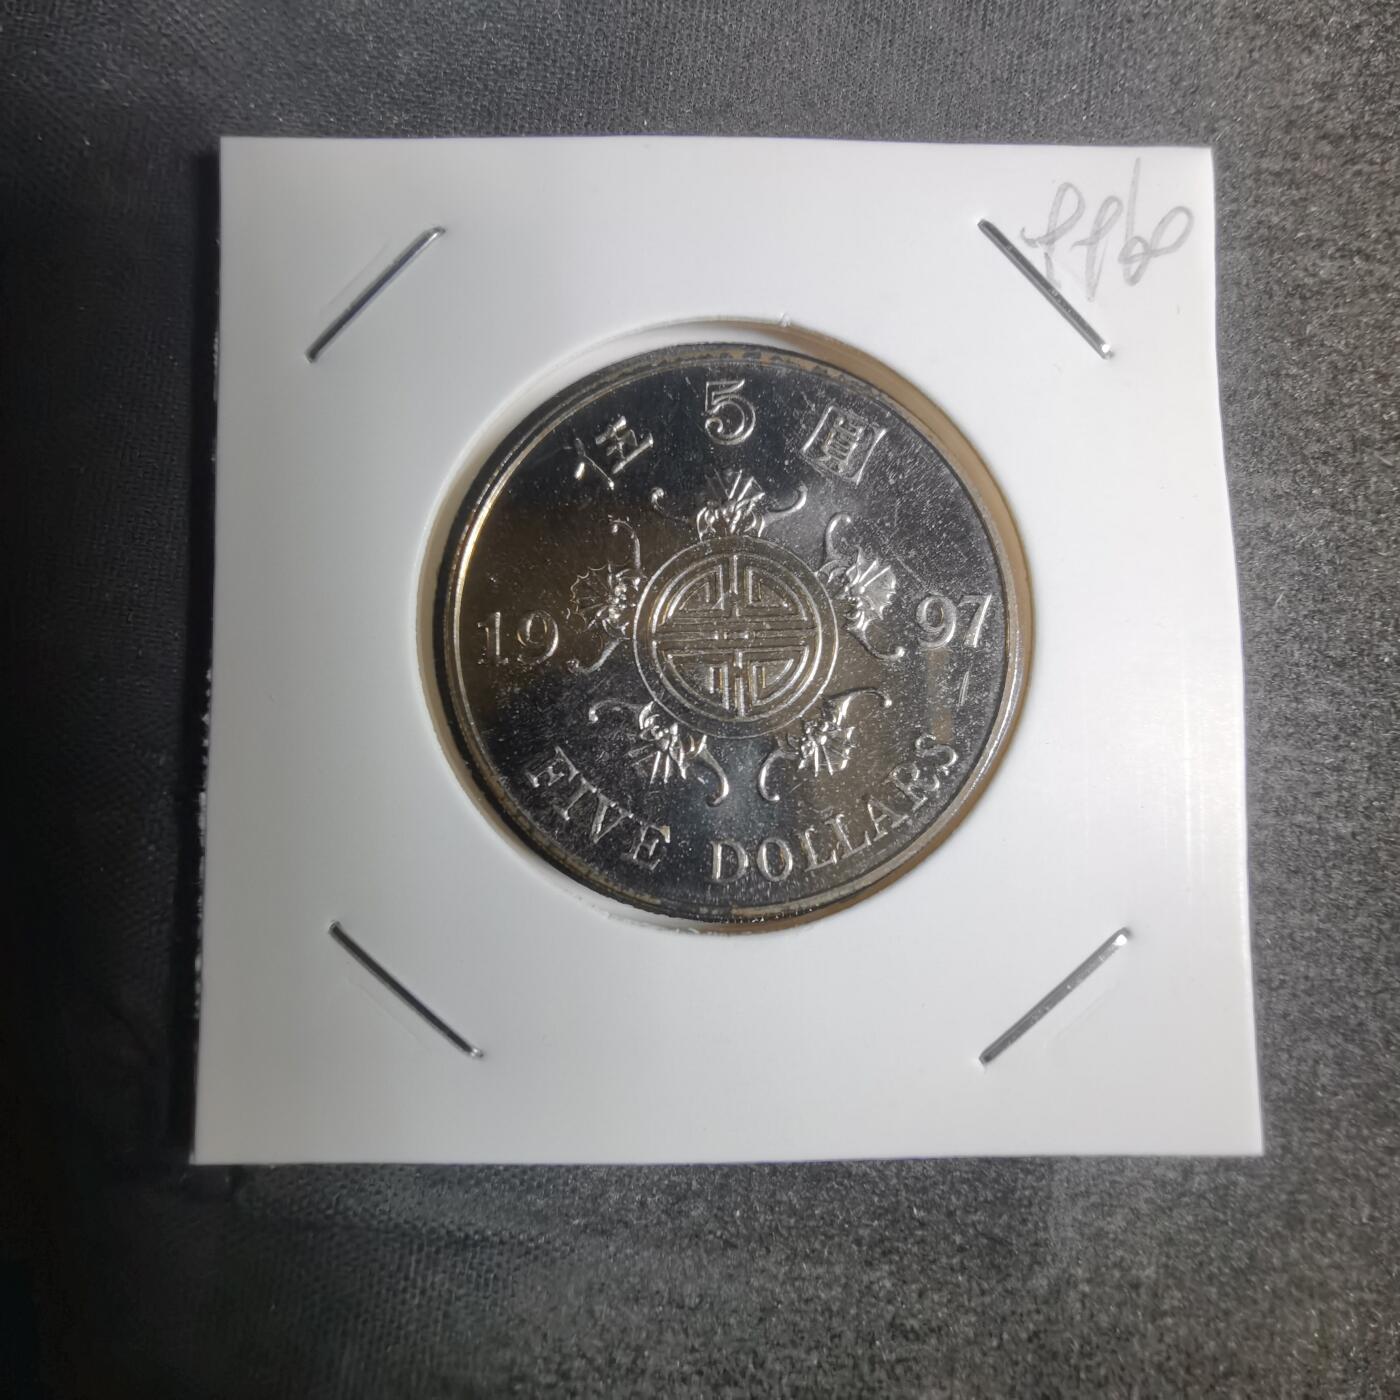 伍 5 圓
19 97
FIVE DOLLARS